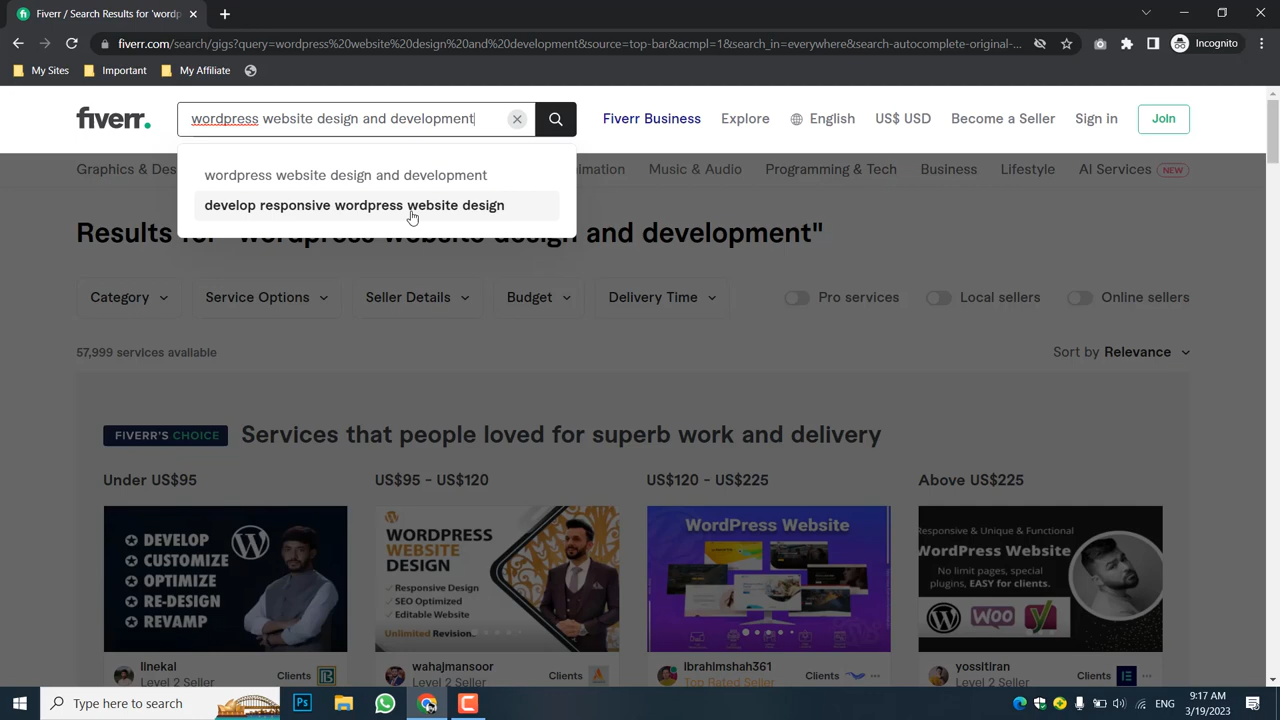 Fiverr / Search Results for 'word
fiverr.com/search/gigs?query=wordpress%20website%20design%20and%20development&source=top-bar&acmpl=1&search_in=everywhere&search-autocomplete-original-...
Incognito
My Sites
Important
My Affiliate
fiverr.
wordpress website design and development
Fiverr Business
Explore
English
US$ USD
Become a Seller
Sign in
Join
Graphics & Des
imation
Music & Audio
Programming & Tech
Business
Lifestyle
AI Services NEW
wordpress website design and development
develop responsive wordpress website design
Results for "wordpress website design and development"
Category
Service Options
Seller Details
Budget
Delivery Time
Pro services
Local sellers
Online sellers
57,999 services available
Sort by Relevance
FIVERR'S CHOICE
Services that people loved for superb work and delivery
Under US$95
US$95 - US$120
US$120 - US$225
Above US$225
DEVELOP
CUSTOMIZE
OPTIMIZE
RE-DESIGN
REVAMP
WORDPRESS
WEBSITE
DESIGN
Responsive Design
SEO Optimized
Editable Website
Unlimited Revision
WordPress Website
Responsive & Unique & Functional
WordPress Website
No limit pages, special
plugins, EASY for clients.
WOO
linekal
Level 2 Seller
Clients
wahajmansoor
Level 2 Seller
Clients
ibrahimshah361
Top Rated Seller
Clients
yossitiran
Level 2 Seller
Clients
Type here to search
Ps
ENG
9:17 AM
3/19/2023